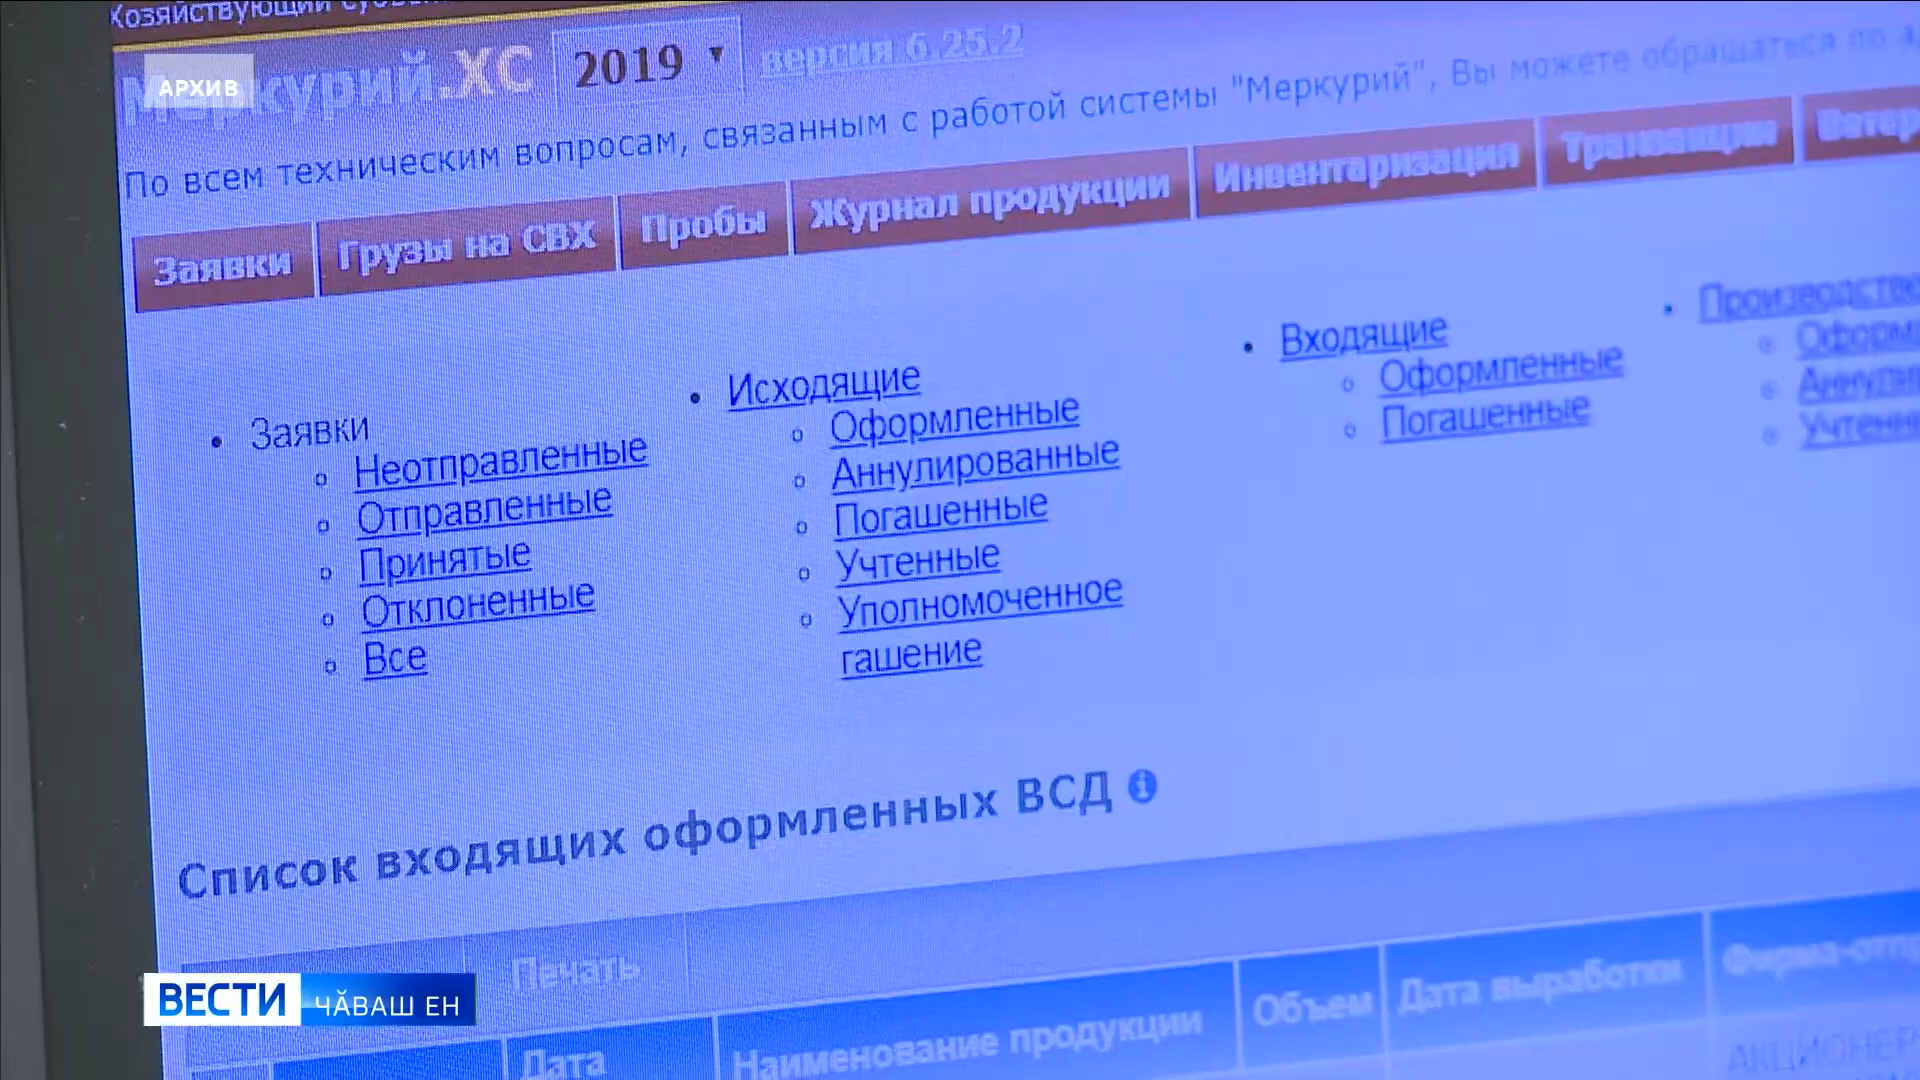 Хозяйствующий
АРХИВ
Меркурий.ХС 2019 версия 6.25.2
По всем техническим вопросам, связанным с работой системы "Меркурий", Вы можете обращаться по
Заявки Грузы на СВХ Пробы Журнал продукции Инвентаризация Транзакции
Заявки
Неотправленные
Отправленные
Принятые
Отклоненные
Все
Исходящие
Оформленные
Аннулированные
Погашенные
Учтенные
Уполномоченное
гашение
Входящие
Оформленные
Погашенные
Список входящих оформленных ВСД
Печать
Дата Наименование продукции Объем Дата выработки
ВЕСТИ ЧӐВАШ ЕН